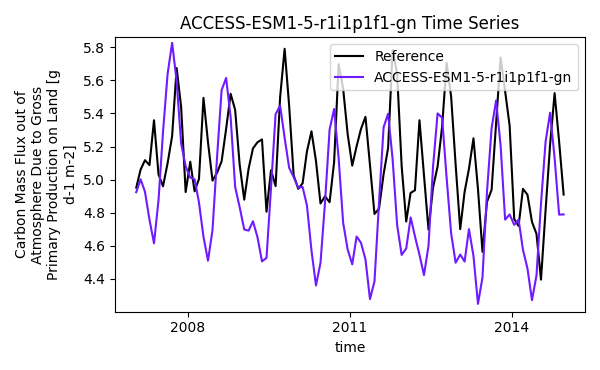 ACCESS-ESM1-5-r1i1p1f1-gn Time Series
Reference
ACCESS-ESM1-5-r1i1p1f1-gn
Carbon Mass Flux out of
Atmosphere Due to Gross
Primary Production on Land [g
d-1 m-2]
5.8
5.6
5.4
5.2
5.0
4.8
4.6
4.4
2008
2011
2014
time